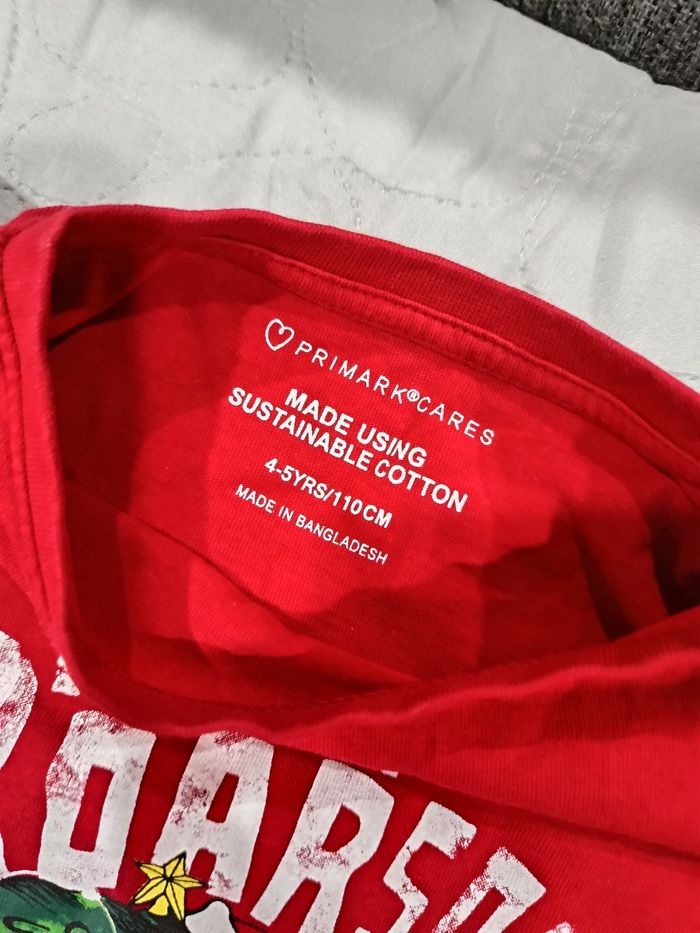 PRIMARK®CARES
MADE USING
SUSTAINABLE COTTON
4-5YRS/110CM
MADE IN BANGLADESH